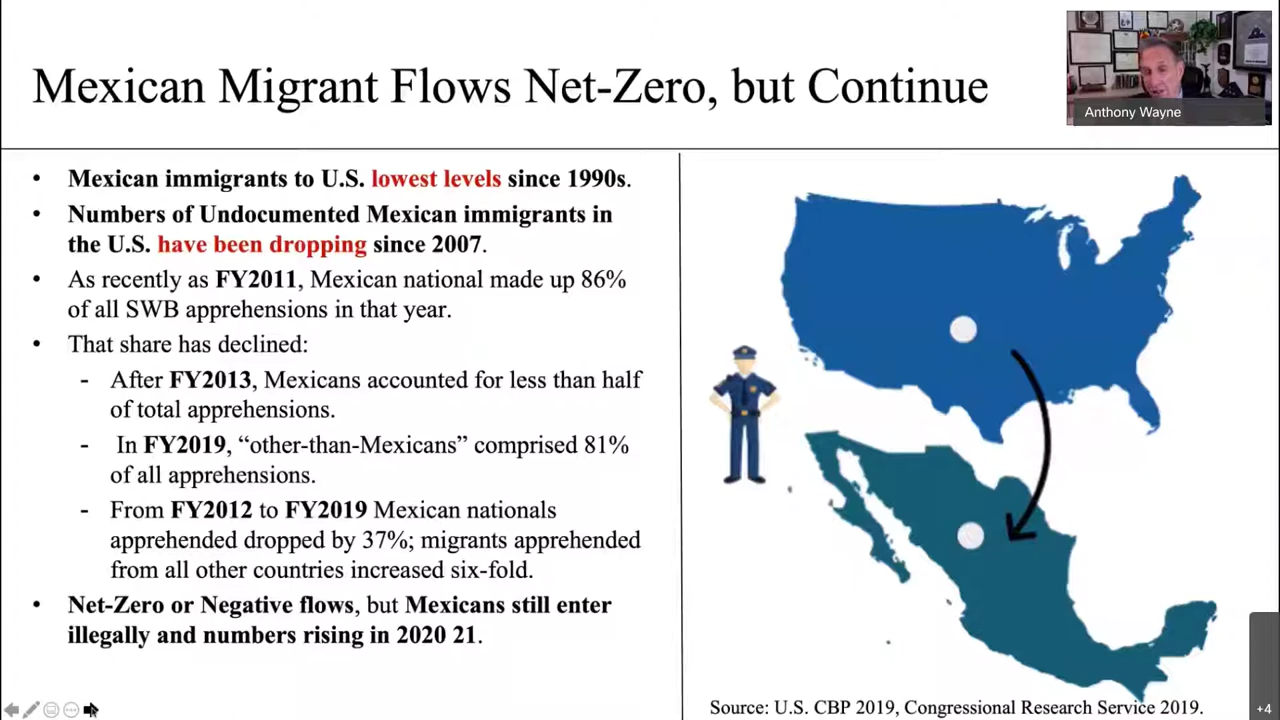 Mexican Migrant Flows Net-Zero, but Continue
Anthony Wayne
• Mexican immigrants to U.S. lowest levels since 1990s.
• Numbers of Undocumented Mexican immigrants in
the U.S. have been dropping since 2007.
• As recently as FY2011, Mexican national made up 86%
of all SWB apprehensions in that year.
• That share has declined:
- After FY2013, Mexicans accounted for less than half
of total apprehensions.
- In FY2019, “other-than-Mexicans” comprised 81%
of all apprehensions.
- From FY2012 to FY2019 Mexican nationals
apprehended dropped by 37%; migrants apprehended
from all other countries increased six-fold.
• Net-Zero or Negative flows, but Mexicans still enter
illegally and numbers rising in 2020 21.
Source: U.S. CBP 2019, Congressional Research Service 2019.
+4